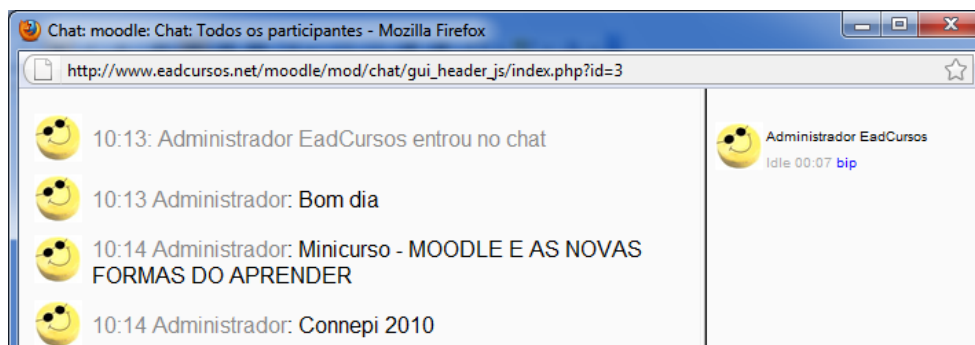 Chat: moodle: Chat: Todos os participantes - Mozilla Firefox
http://www.eadcursos.net/moodle/mod/chat/gui_header_js/index.php?id=3
10:13: Administrador EadCursos entrou no chat
10:13 Administrador: Bom dia
10:14 Administrador: Minicurso - MOODLE E AS NOVAS
FORMAS DO APRENDER
10:14 Administrador: Connepi 2010
Administrador EadCursos
Idle 00:07 bip